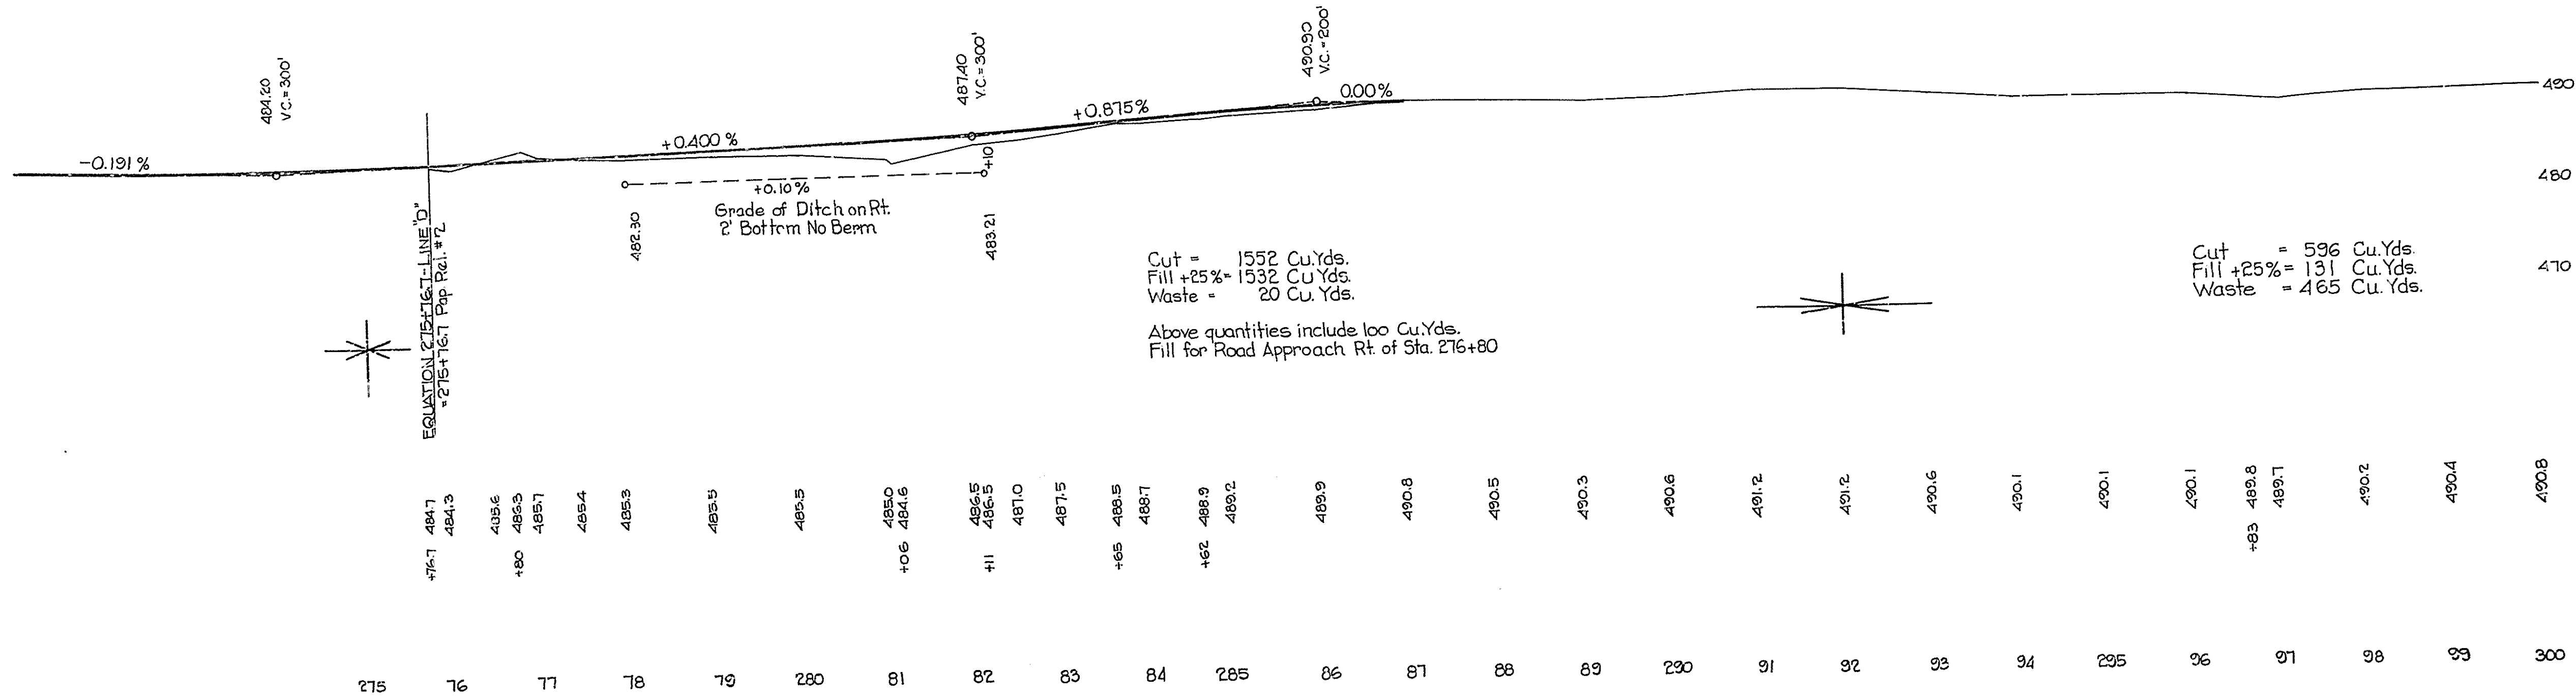 484.20
V.C.=300'
487.40
V.C.=300'
490.90
V.C.=200'
-0.191%
+0.400%
+0.875%
0.00%
490
480
470
+0.10%
+10
Grade of Ditch on Rt.
2' Bottom No Berm
482.30
483.21
EQUATION 275+76.7-LINE "D"
=275+76.7 Pap. Rel. #2
Cut = 1552 Cu.Yds.
Fill +25%= 1532 Cu Yds.
Waste = 20 Cu. Yds.
Above quantities include 100 Cu.Yds.
Fill for Road Approach Rt. of Sta. 276+80
Cut = 596 Cu.Yds.
Fill +25%= 131 Cu.Yds.
Waste = 465 Cu.Yds.
484.7 484.3 485.6 486.3 485.7 485.4 485.3 485.5 485.5 485.0 484.6 486.5 486.5 487.0 487.5 488.5 488.7 488.9 489.2 489.9 490.8 490.5 490.3 490.6 491.2 491.2 490.6 490.1 490.1 490.1 489.8 489.7 490.2 490.4 490.8
+76.7 +80 +06 +11 +65 +62 +83
275 76 77 78 79 280 81 82 83 84 285 86 87 88 89 290 91 92 93 94 295 96 97 98 99 300